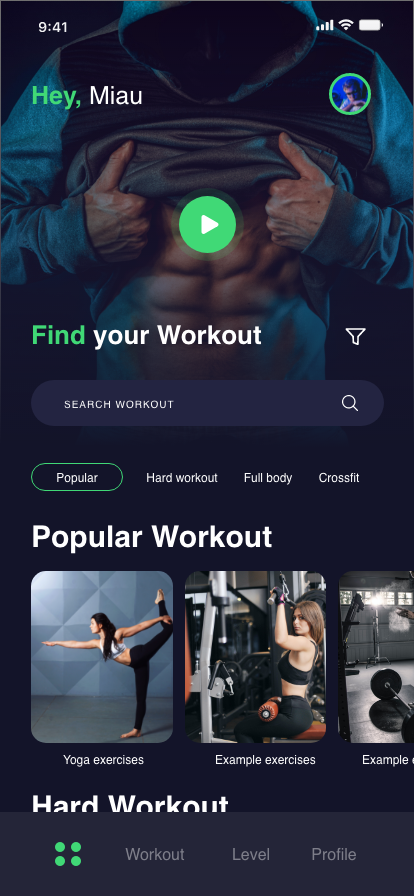 9:41
Hey, Miau
Find your Workout
SEARCH WORKOUT
Popular Hard workout Full body Crossfit
Popular Workout
Yoga exercises Example exercises Example e
Hard Workout
Workout Level Profile